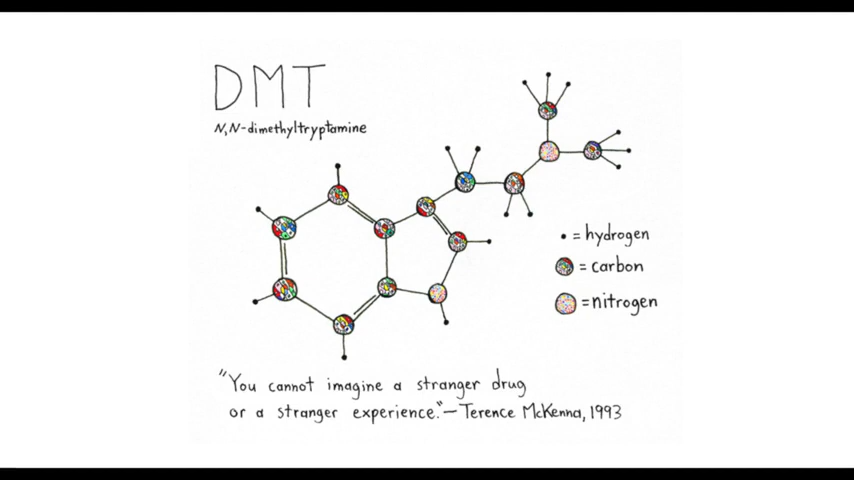 DMT
N,N-dimethyltryptamine
• = hydrogen
= carbon
= nitrogen
"You cannot imagine a stranger drug
or a stranger experience."—Terence McKenna, 1993